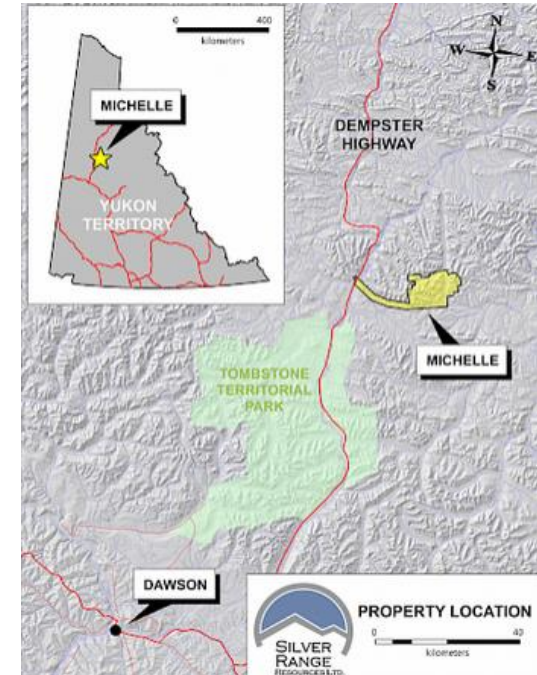 0 400
kilometers
MICHELLE
YUKON
TERRITORY
N
W E
S
DEMPSTER
HIGHWAY
MICHELLE
TOMBSTONE
TERRITORIAL
PARK
DAWSON
PROPERTY LOCATION
0 40
kilometers
SILVER
RANGE
RESOURCES LTD.